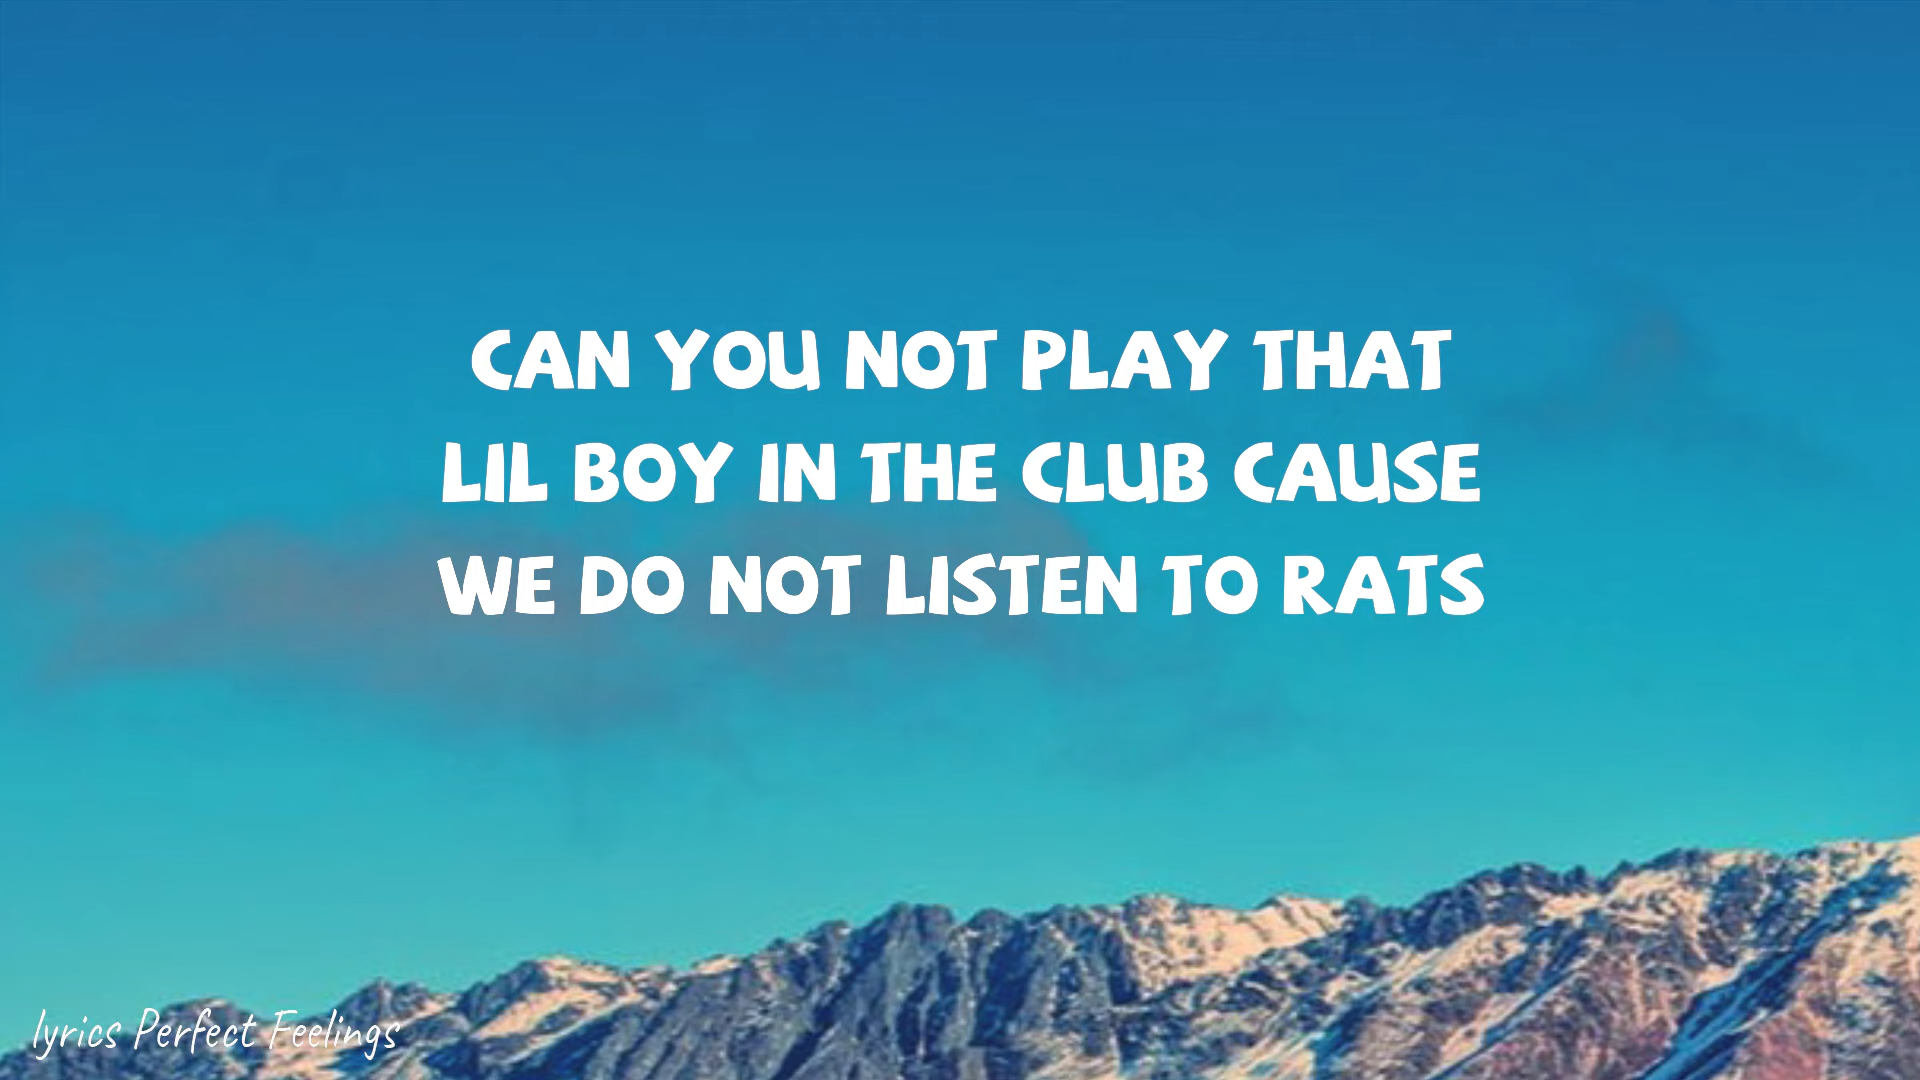 CAN YOU NOT PLAY THAT
LIL BOY IN THE CLUB CAUSE
WE DO NOT LISTEN TO RATS
lyrics Perfect Feelings